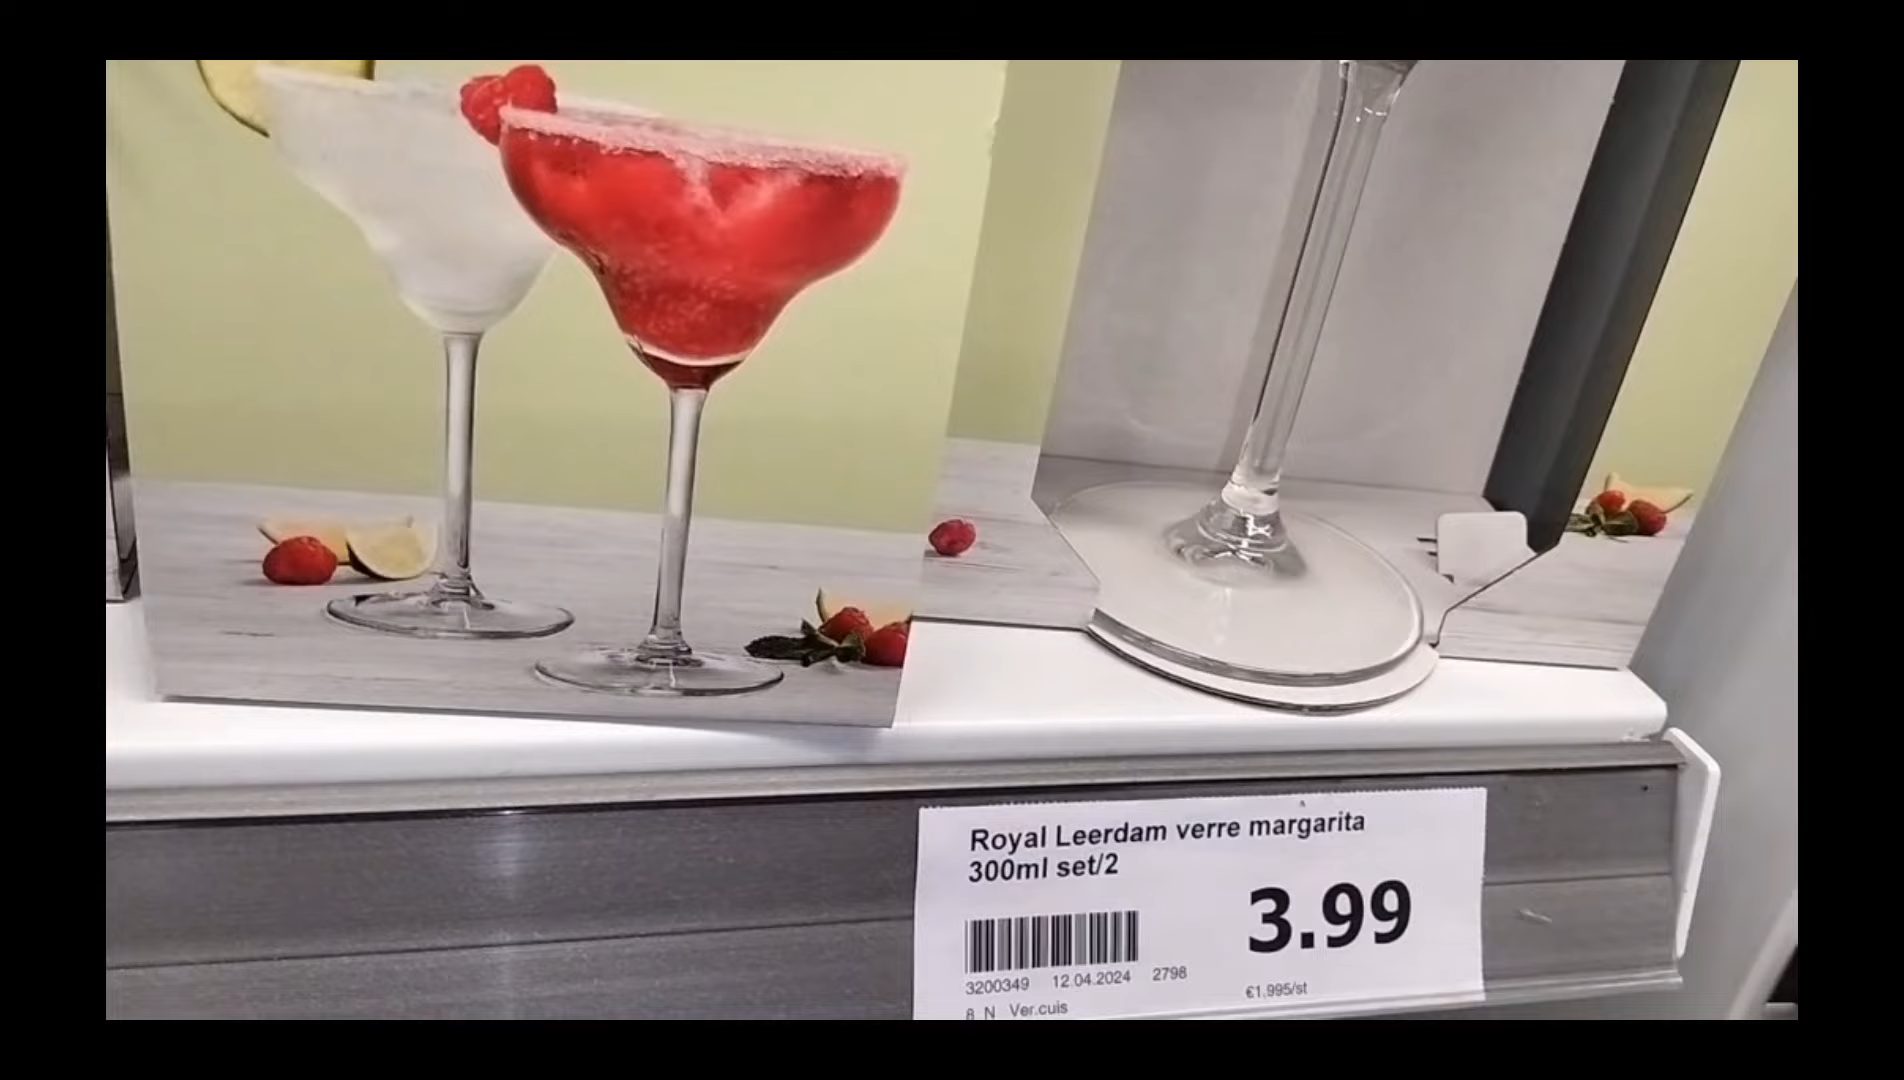 Royal Leerdam verre margarita
300ml set/2
3.99
3200349 12.04.2024 2798
€1,995/st
8 N Ver.cuis